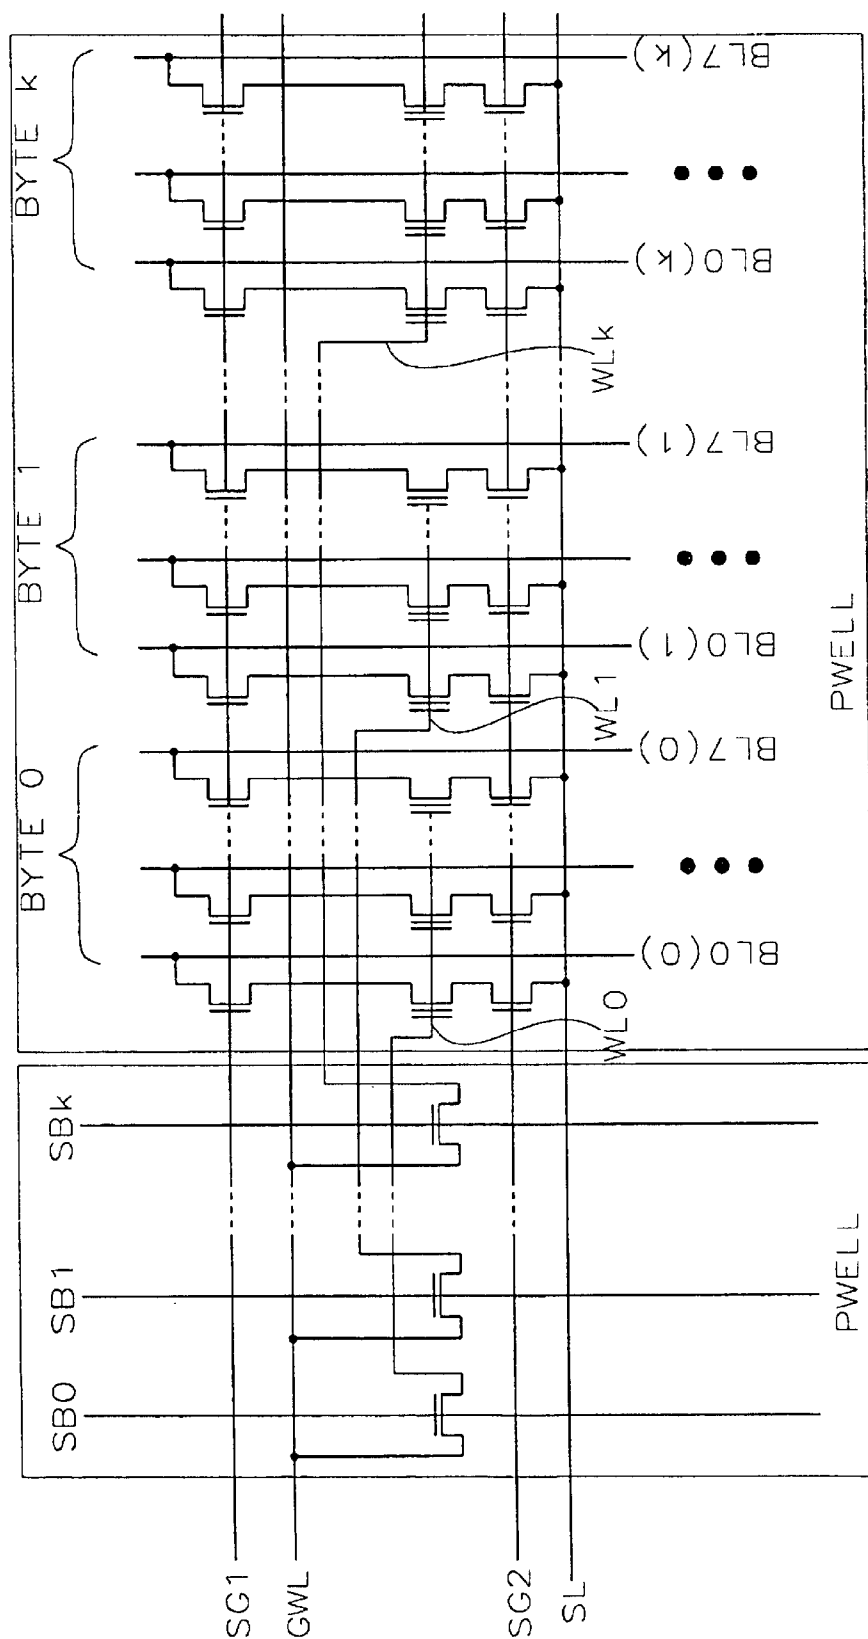 BYTE 0
BYTE 1
BYTE k
SB0
SB1
SBk
SG1
GWL
SG2
SL
WL0
WL1
WLk
BL0(0)
BL7(0)
BL0(1)
BL7(1)
BL0(k)
BL7(k)
PWELL
PWELL